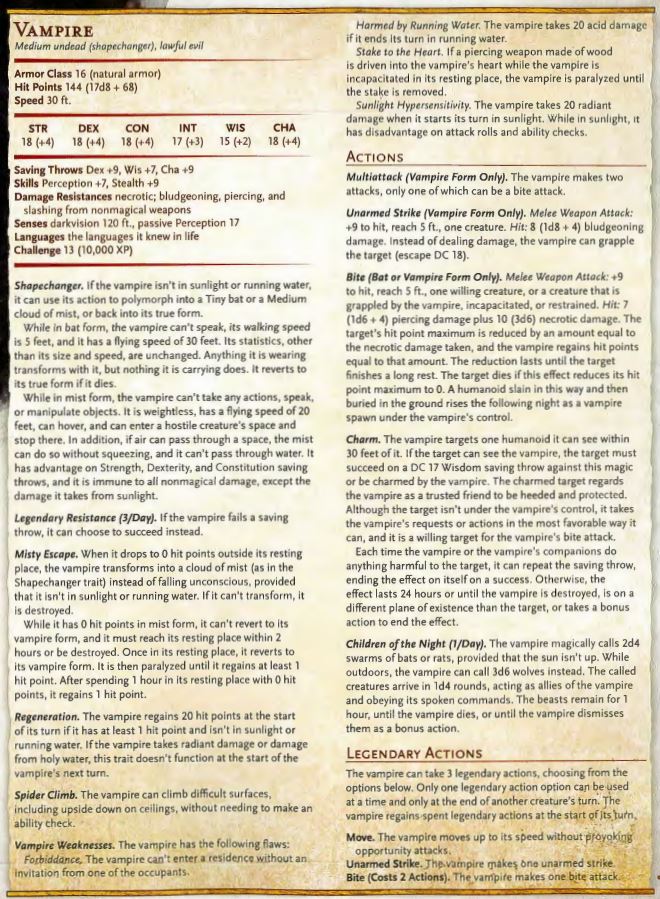 VAMPIRE
Medium undead (shapechanger), lawful evil
Armor Class 16 (natural armor)
Hit Points 144 (17d8 + 68)
Speed 30 ft.
STR DEX CON INT WIS CHA
18 (+4) 18 (+4) 18 (+4) 17 (+3) 15 (+2) 18 (+4)
Saving Throws Dex +9, Wis +7, Cha +9
Skills Perception +7, Stealth +9
Damage Resistances necrotic; bludgeoning, piercing, and
slashing from nonmagical weapons
Senses darkvision 120 ft., passive Perception 17
Languages the languages it knew in life
Challenge 13 (10,000 XP)
Shapechanger. If the vampire isn't in sunlight or running water,
it can use its action to polymorph into a Tiny bat or a Medium
cloud of mist, or back into its true form.
While in bat form, the vampire can't speak, its walking speed
is 5 feet, and it has a flying speed of 30 feet. Its statistics, other
than its size and speed, are unchanged. Anything it is wearing
transforms with it, but nothing it is carrying does. It reverts to
its true form if it dies.
While in mist form, the vampire can't take any actions, speak,
or manipulate objects. It is weightless, has a flying speed of 20
feet, can hover, and can enter a hostile creature's space and
stop there. In addition, if air can pass through a space, the mist
can do so without squeezing, and it can't pass through water. It
has advantage on Strength, Dexterity, and Constitution saving
throws, and it is immune to all nonmagical damage, except the
damage it takes from sunlight.
Legendary Resistance (3/Day). If the vampire fails a saving
throw, it can choose to succeed instead.
Misty Escape. When it drops to 0 hit points outside its resting
place, the vampire transforms into a cloud of mist (as in the
Shapechanger trait) instead of falling unconscious, provided
that it isn't in sunlight or running water. If it can't transform, it
is destroyed.
While it has 0 hit points in mist form, it can't revert to its
vampire form, and it must reach its resting place within 2
hours or be destroyed. Once in its resting place, it reverts to
its vampire form. It is then paralyzed until it regains at least 1
hit point. After spending 1 hour in its resting place with 0 hit
points, it regains 1 hit point.
Regeneration. The vampire regains 20 hit points at the start
of its turn if it has at least 1 hit point and isn't in sunlight or
running water. If the vampire takes radiant damage or damage
from holy water, this trait doesn't function at the start of the
vampire's next turn.
Spider Climb. The vampire can climb difficult surfaces,
including upside down on ceilings, without needing to make an
ability check.
Vampire Weaknesses. The vampire has the following flaws:
Forbiddance. The vampire can't enter a residence without an
invitation from one of the occupants.
Harmed by Running Water. The vampire takes 20 acid damage
if it ends its turn in running water.
Stake to the Heart. If a piercing weapon made of wood
is driven into the vampire's heart while the vampire is
incapacitated in its resting place, the vampire is paralyzed until
the stake is removed.
Sunlight Hypersensitivity. The vampire takes 20 radiant
damage when it starts its turn in sunlight. While in sunlight, it
has disadvantage on attack rolls and ability checks.
ACTIONS
Multiattack (Vampire Form Only). The vampire makes two
attacks, only one of which can be a bite attack.
Unarmed Strike (Vampire Form Only). Melee Weapon Attack:
+9 to hit, reach 5 ft., one creature. Hit: 8 (1d8 + 4) bludgeoning
damage. Instead of dealing damage, the vampire can grapple
the target (escape DC 18).
Bite (Bat or Vampire Form Only). Melee Weapon Attack: +9
to hit, reach 5 ft., one willing creature, or a creature that is
grappled by the vampire, incapacitated, or restrained. Hit: 7
(1d6 + 4) piercing damage plus 10 (3d6) necrotic damage. The
target's hit point maximum is reduced by an amount equal to
the necrotic damage taken, and the vampire regains hit points
equal to that amount. The reduction lasts until the target
finishes a long rest. The target dies if this effect reduces its hit
point maximum to 0. A humanoid slain in this way and then
buried in the ground rises the following night as a vampire
spawn under the vampire's control.
Charm. The vampire targets one humanoid it can see within
30 feet of it. If the target can see the vampire, the target must
succeed on a DC 17 Wisdom saving throw against this magic
or be charmed by the vampire. The charmed target regards
the vampire as a trusted friend to be heeded and protected.
Although the target isn't under the vampire's control, it takes
the vampire's requests or actions in the most favorable way it
can, and it is a willing target for the vampire's bite attack.
Each time the vampire or the vampire's companions do
anything harmful to the target, it can repeat the saving throw,
ending the effect on itself on a success. Otherwise, the
effect lasts 24 hours or until the vampire is destroyed, is on a
different plane of existence than the target, or takes a bonus
action to end the effect.
Children of the Night (1/Day). The vampire magically calls 2d4
swarms of bats or rats, provided that the sun isn't up. While
outdoors, the vampire can call 3d6 wolves instead. The called
creatures arrive in 1d4 rounds, acting as allies of the vampire
and obeying its spoken commands. The beasts remain for 1
hour, until the vampire dies, or until the vampire dismisses
them as a bonus action.
LEGENDARY ACTIONS
The vampire can take 3 legendary actions, choosing from the
options below. Only one legendary action option can be used
at a time and only at the end of another creature's turn. The
vampire regains spent legendary actions at the start of its turn.
Move. The vampire moves up to its speed without provoking
opportunity attacks.
Unarmed Strike. The vampire makes one unarmed strike.
Bite (Costs 2 Actions). The vampire makes one bite attack.